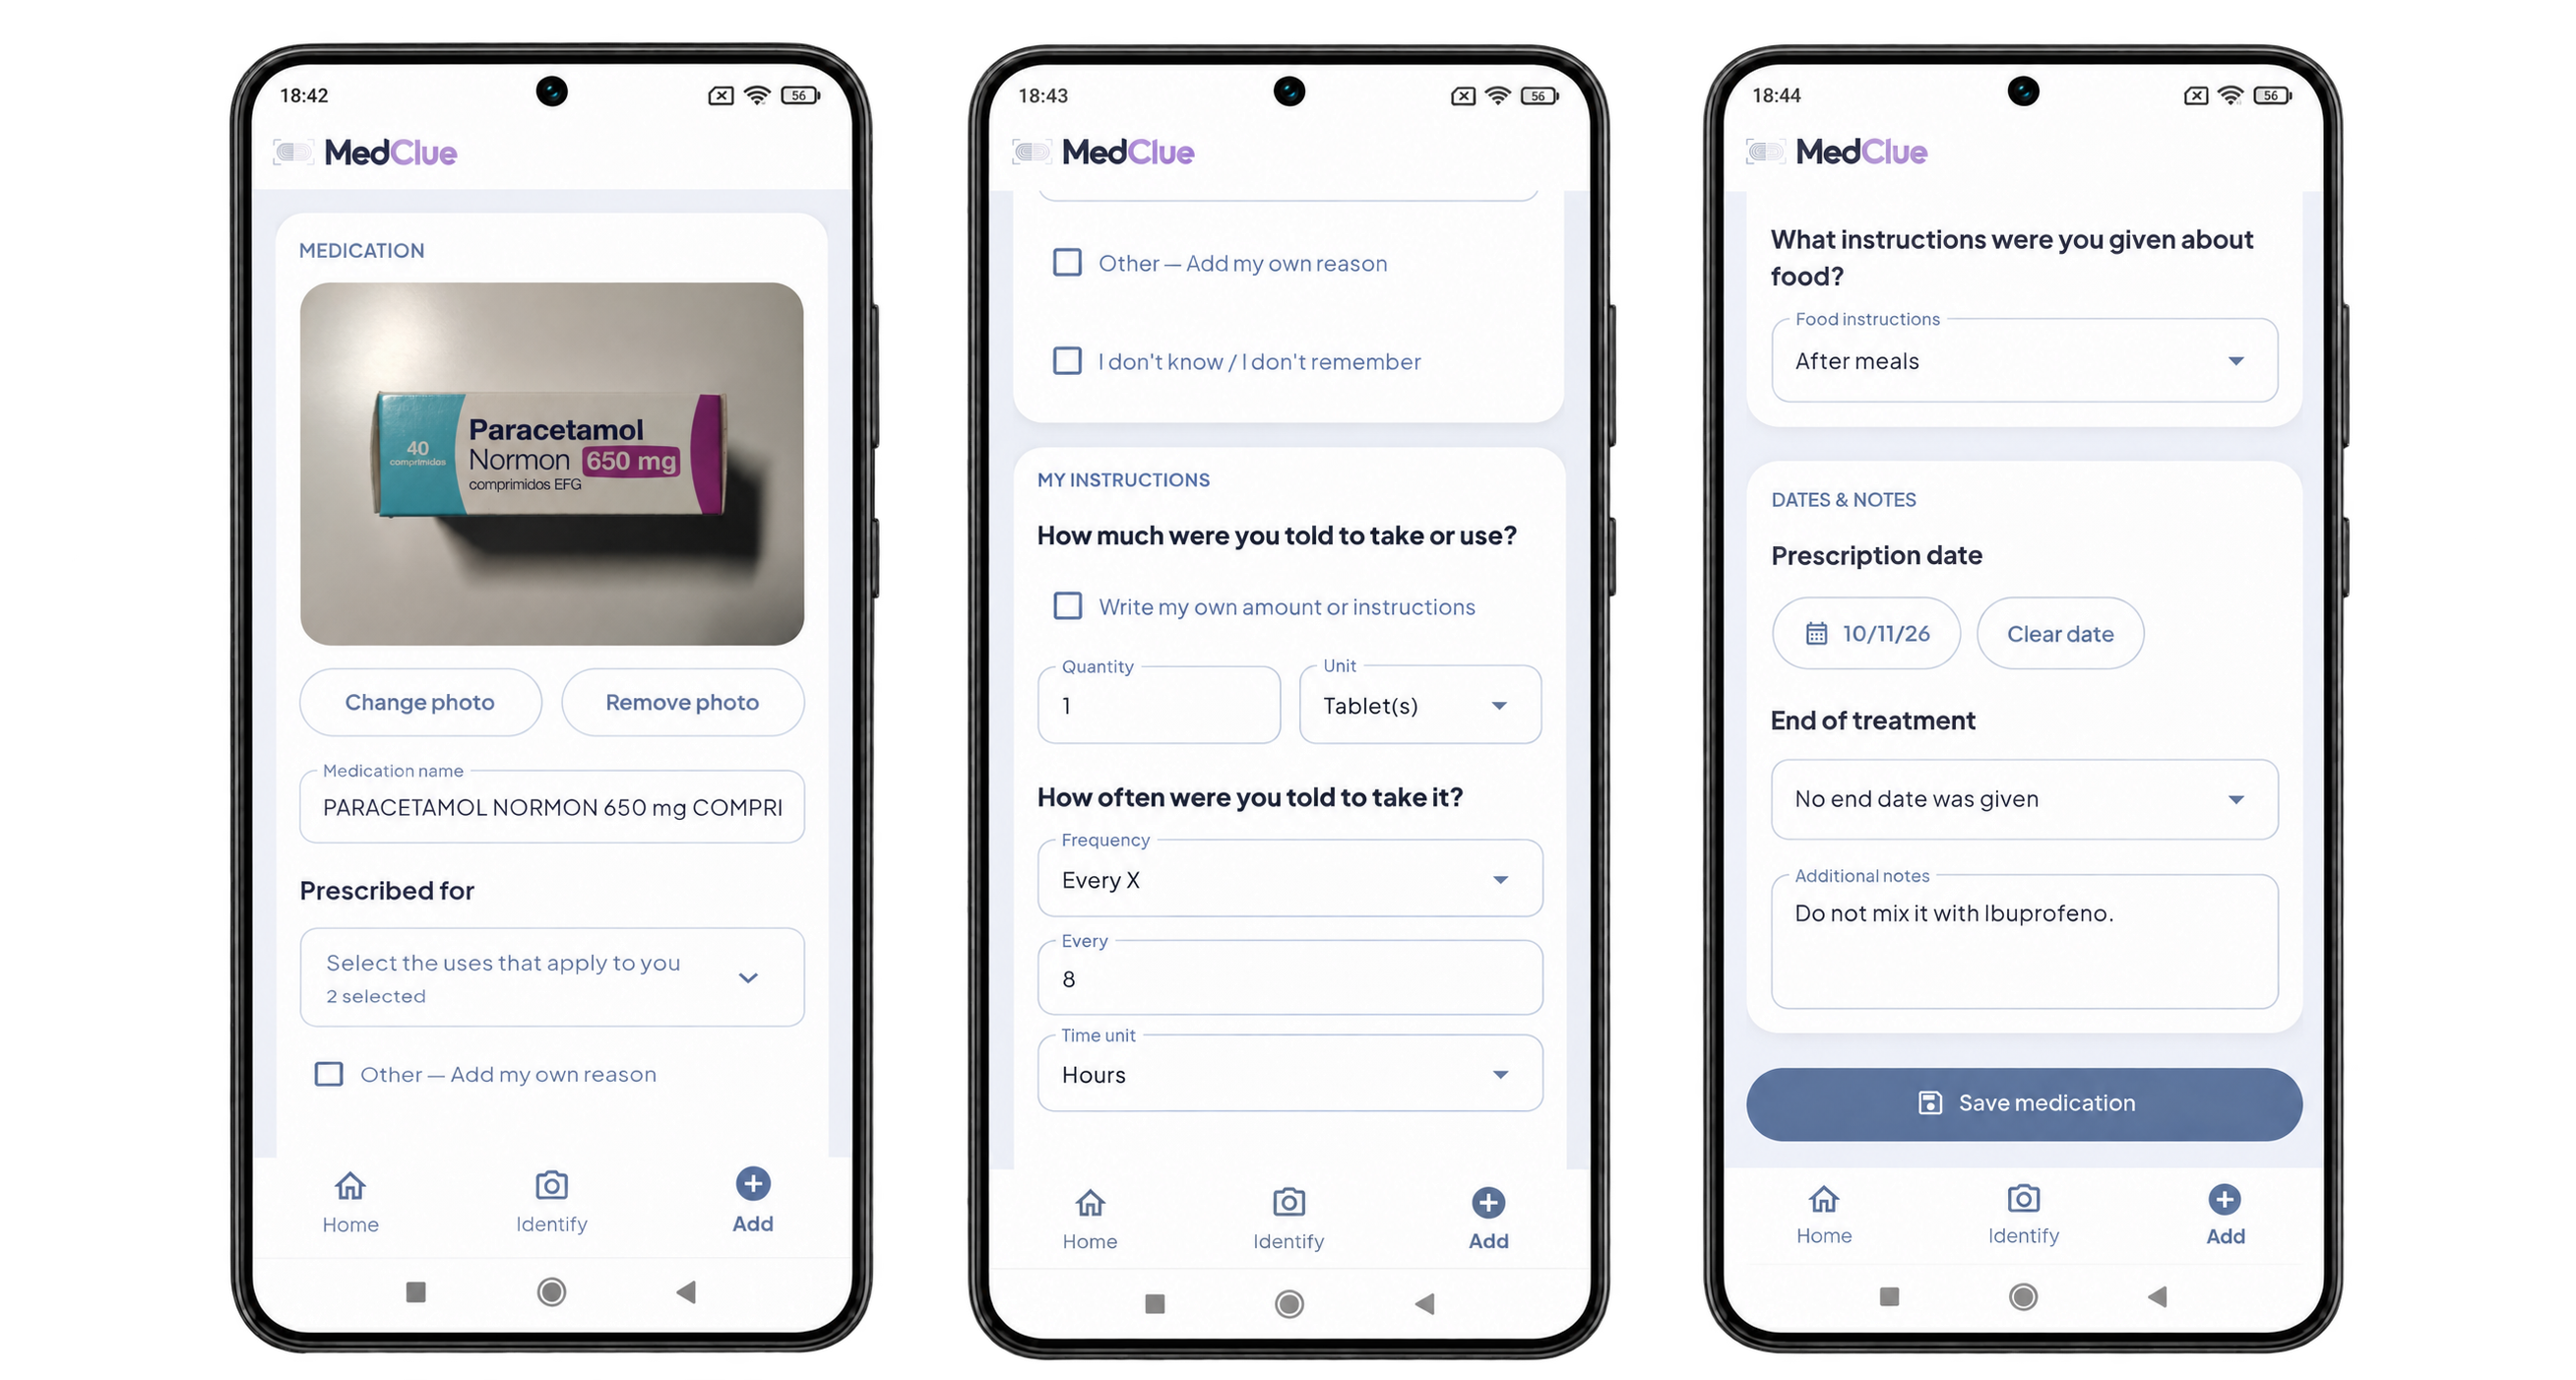 18:42
56
MedClue
MEDICATION
40
comprimidos
Paracetamol
Normon 650 mg
comprimidos EFG
Change photo
Remove photo
Medication name
PARACETAMOL NORMON 650 mg COMPRI
Prescribed for
Select the uses that apply to you
2 selected
Other — Add my own reason
Home
Identify
Add
18:43
56
MedClue
Other — Add my own reason
I don't know / I don't remember
MY INSTRUCTIONS
How much were you told to take or use?
Write my own amount or instructions
Quantity
1
Unit
Tablet(s)
How often were you told to take it?
Frequency
Every X
Every
8
Time unit
Hours
Home
Identify
Add
18:44
56
MedClue
What instructions were you given about
food?
Food instructions
After meals
DATES & NOTES
Prescription date
10/11/26
Clear date
End of treatment
No end date was given
Additional notes
Do not mix it with Ibuprofeno.
Save medication
Home
Identify
Add